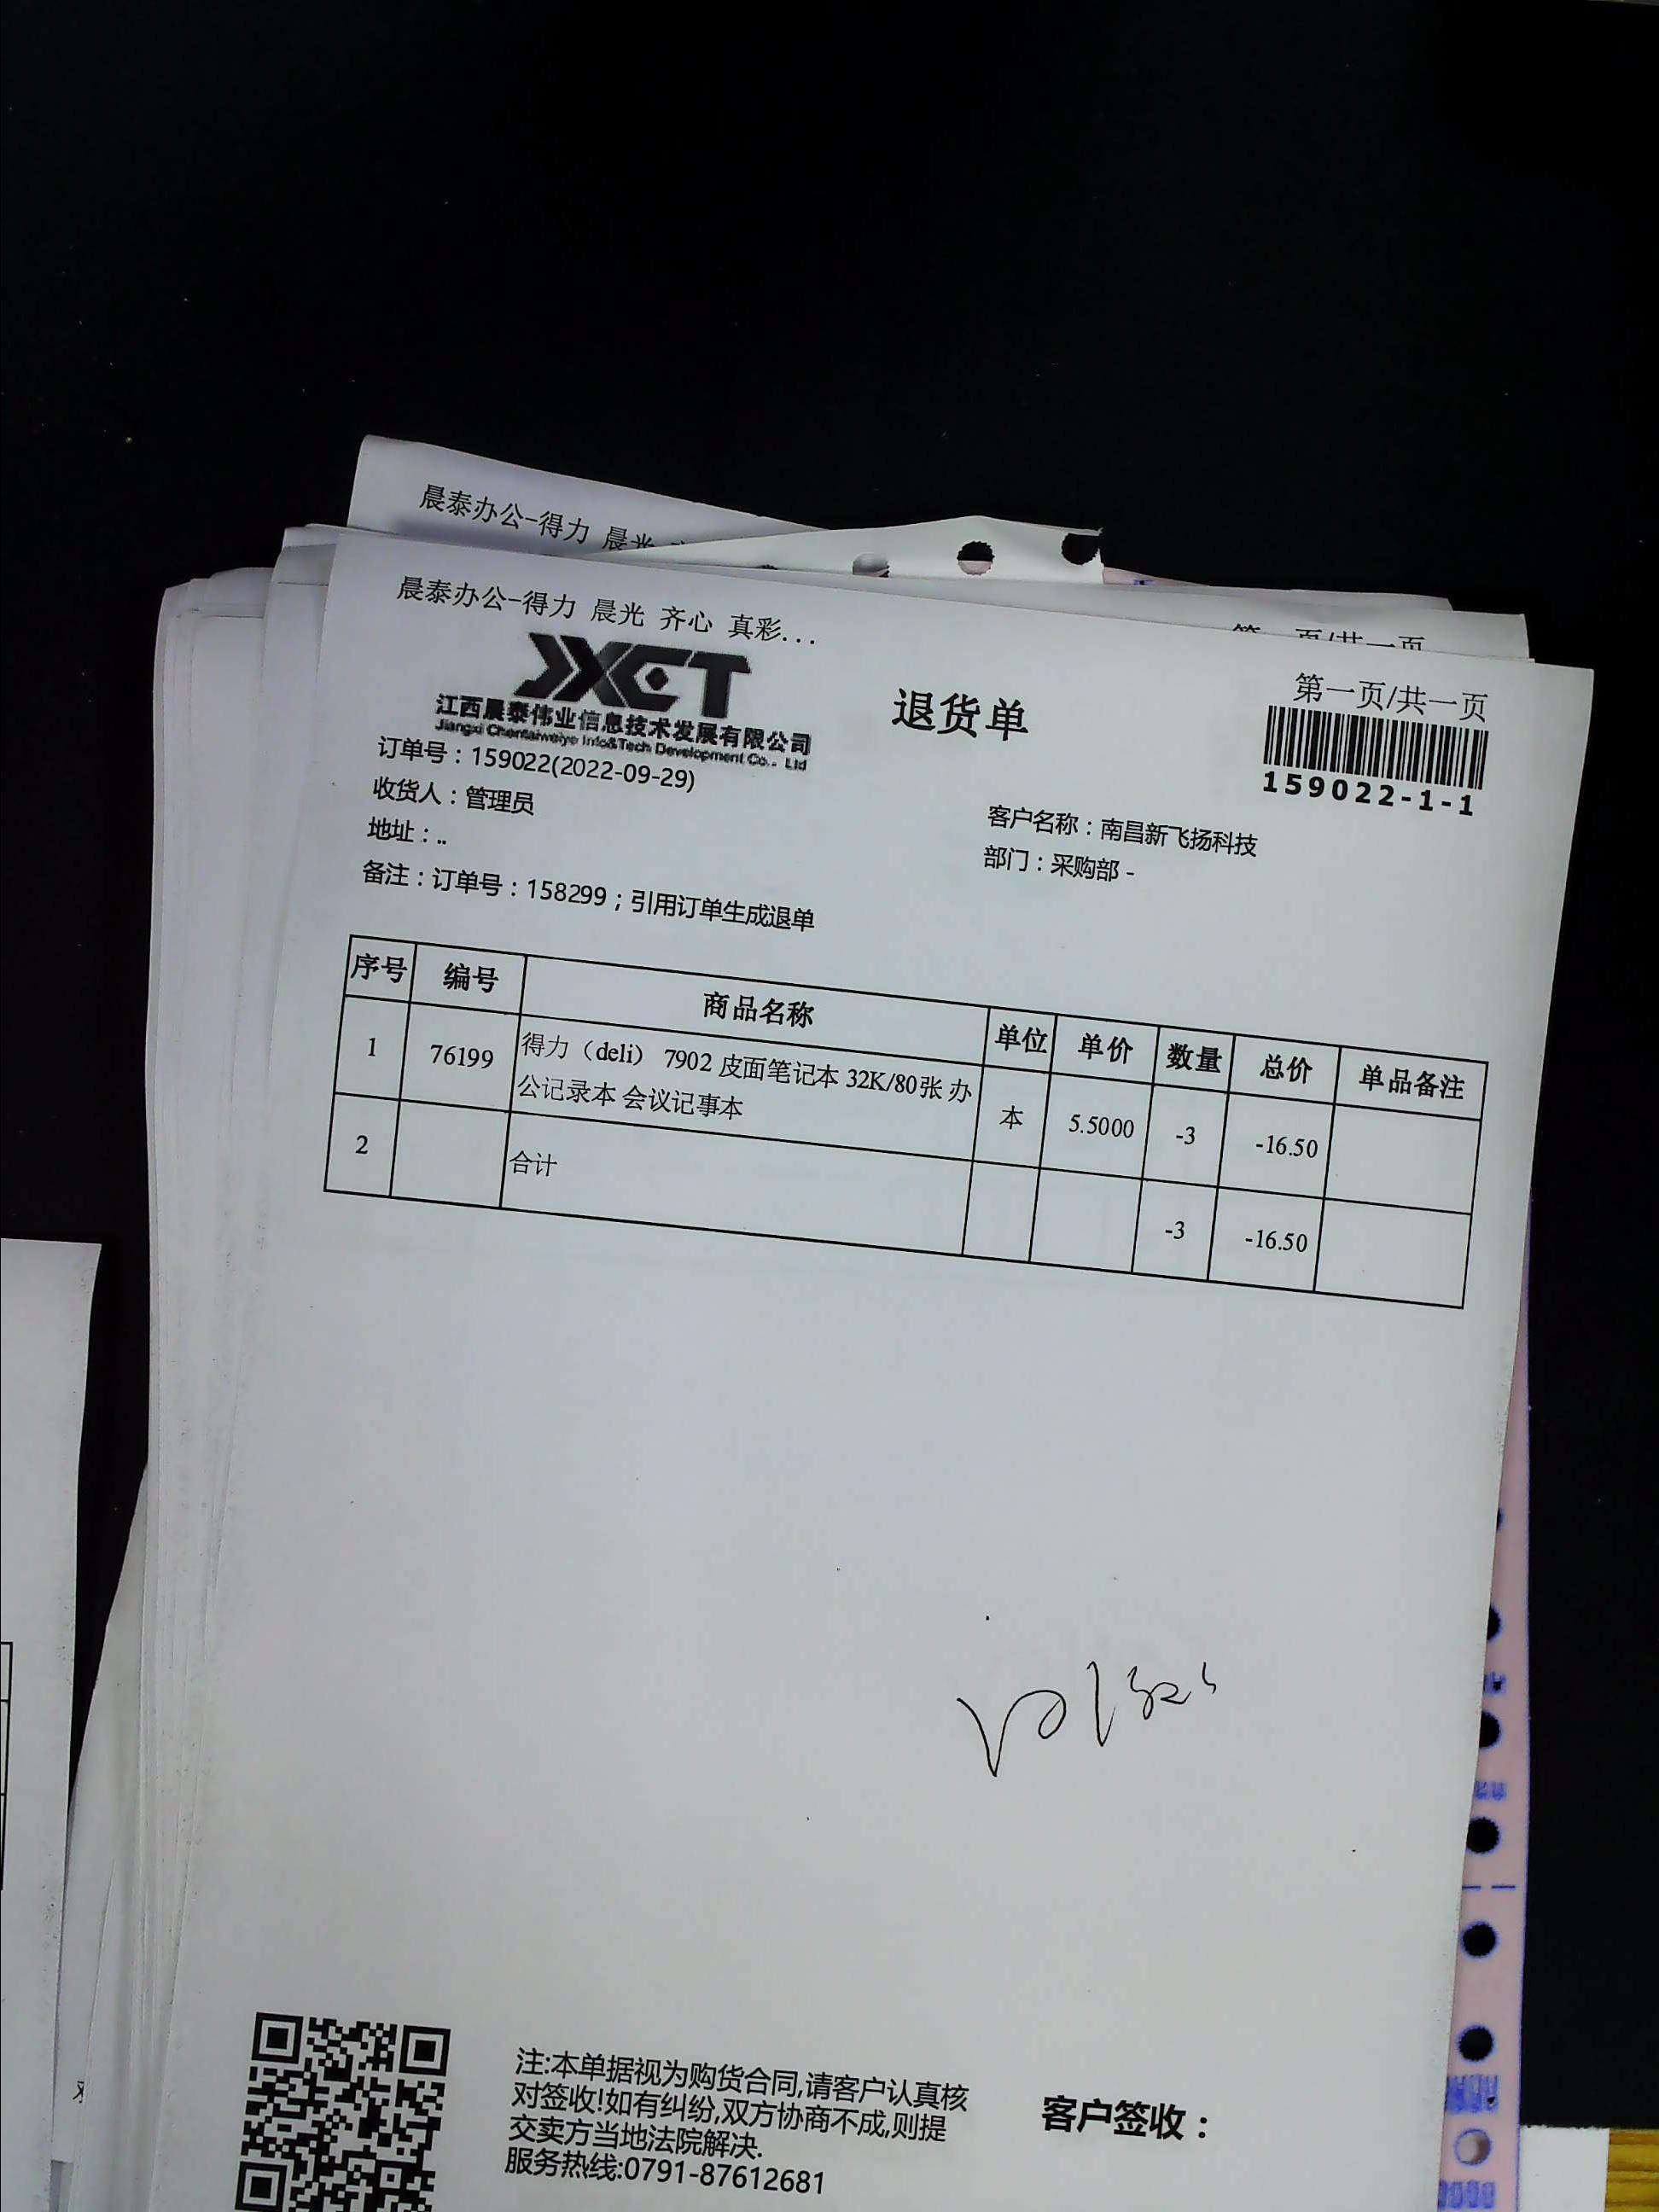 晨泰办公-得力 晨光
晨泰办公-得力 晨光 齐心 真彩...
第一页/共一页
第一页/共一页
JXCT
江西晨泰伟业信息技术发展有限公司
Jiangxi Chentaiweiye Info&Tech Development Co.. Ltd
退货单
159022-1-1
订单号：159022(2022-09-29)
收货人：管理员
客户名称：南昌新飞扬科技
地址：..
部门：采购部 -
备注：订单号：158299；引用订单生成退单
序号 编号 商品名称 单位 单价 数量 总价 单品备注
1 76199 得力（deli） 7902 皮面笔记本 32K/80张 办 本 5.5000 -3 -16.50
公记录本 会议记事本
2 合计 -3 -16.50
注:本单据视为购货合同,请客户认真核
对签收!如有纠纷,双方协商不成,则提
交卖方当地法院解决.
服务热线:0791-87612681
客户签收：